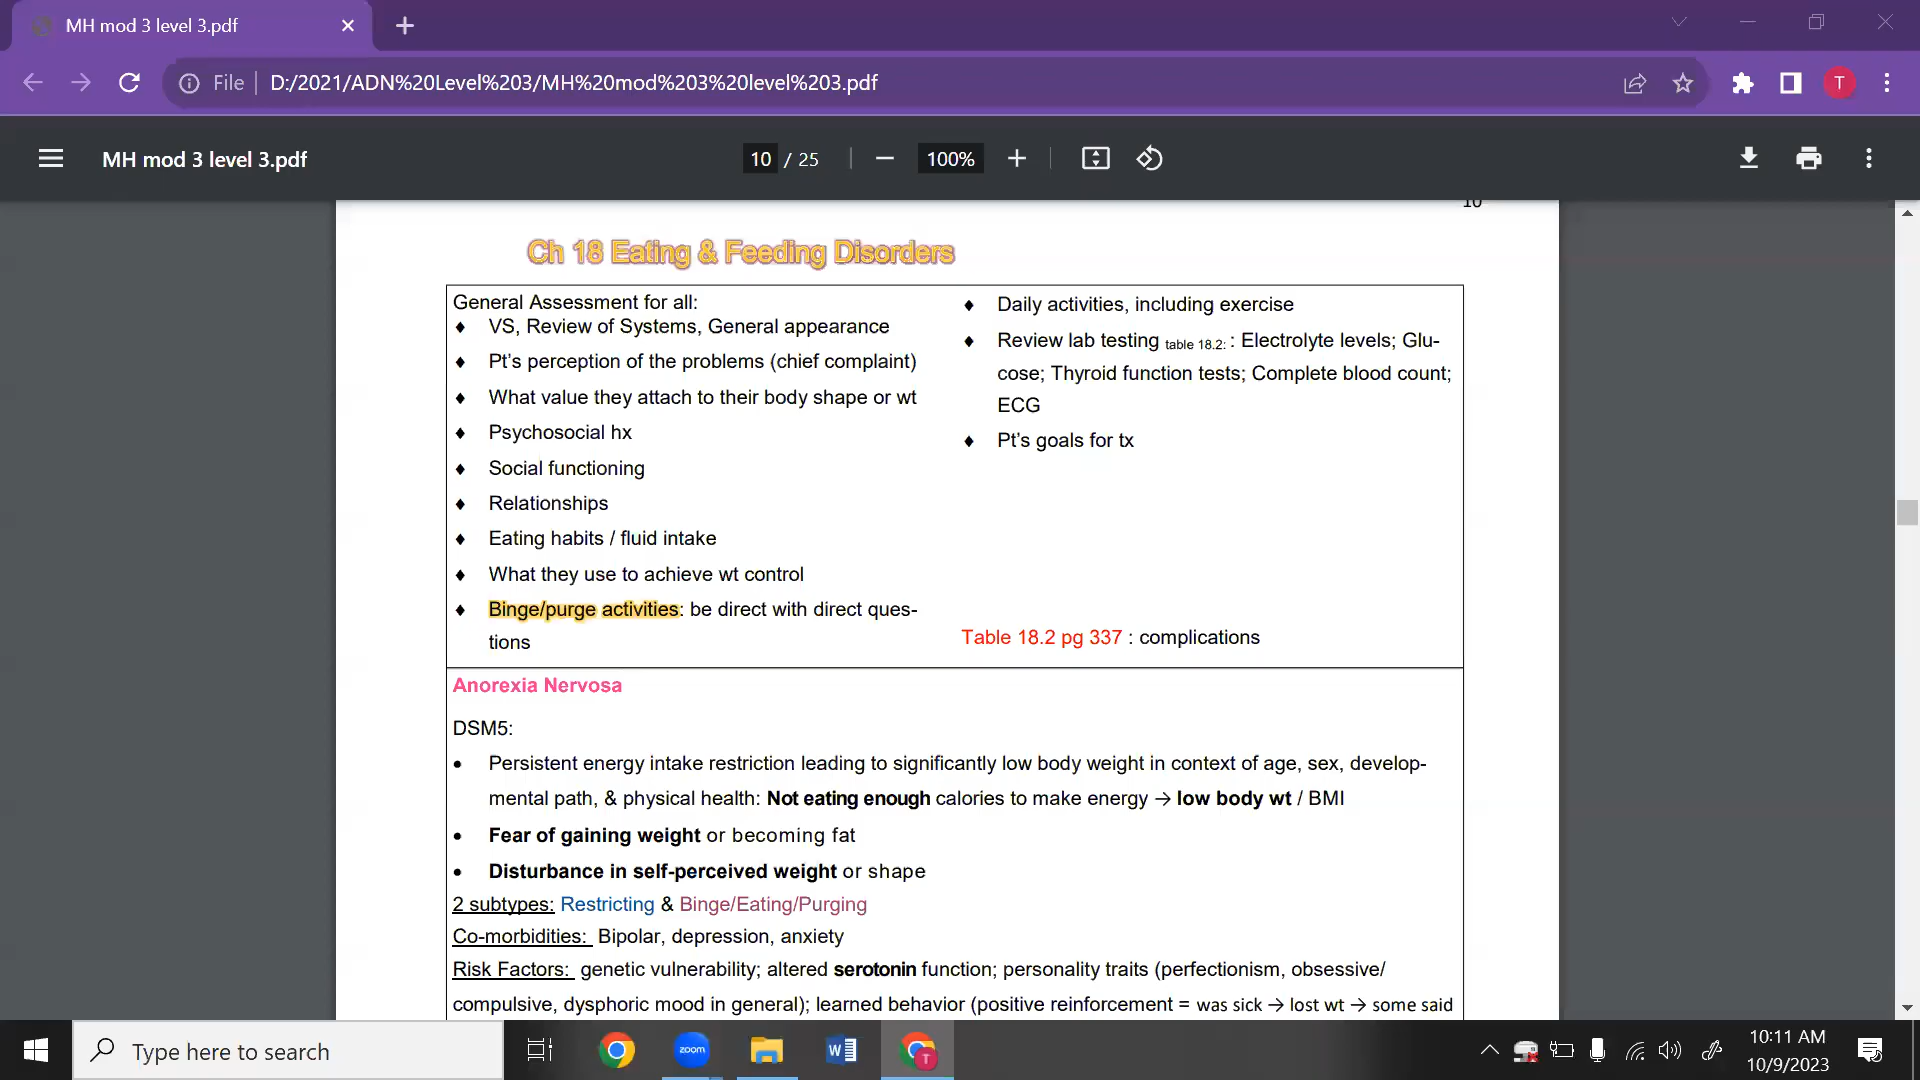 MH mod 3 level 3.pdf
File
D:/2021/ADN%20Level%203/MH%20mod%203%20level%203.pdf
T
MH mod 3 level 3.pdf
10 / 25
100%
10
Ch 18 Eating & Feeding Disorders
General Assessment for all:
♦ VS, Review of Systems, General appearance
♦ Pt’s perception of the problems (chief complaint)
♦ What value they attach to their body shape or wt
♦ Psychosocial hx
♦ Social functioning
♦ Relationships
♦ Eating habits / fluid intake
♦ What they use to achieve wt control
♦ Binge/purge activities: be direct with direct ques-
tions
♦ Daily activities, including exercise
♦ Review lab testing table 18.2: : Electrolyte levels; Glu-
cose; Thyroid function tests; Complete blood count;
ECG
♦ Pt’s goals for tx
Table 18.2 pg 337 : complications
Anorexia Nervosa
DSM5:
• Persistent energy intake restriction leading to significantly low body weight in context of age, sex, develop-
mental path, & physical health: Not eating enough calories to make energy → low body wt / BMI
• Fear of gaining weight or becoming fat
• Disturbance in self-perceived weight or shape
2 subtypes: Restricting & Binge/Eating/Purging
Co-morbidities: Bipolar, depression, anxiety
Risk Factors: genetic vulnerability; altered serotonin function; personality traits (perfectionism, obsessive/
compulsive, dysphoric mood in general); learned behavior (positive reinforcement = was sick → lost wt → some said
Type here to search
zoom
W
T
10:11 AM
10/9/2023